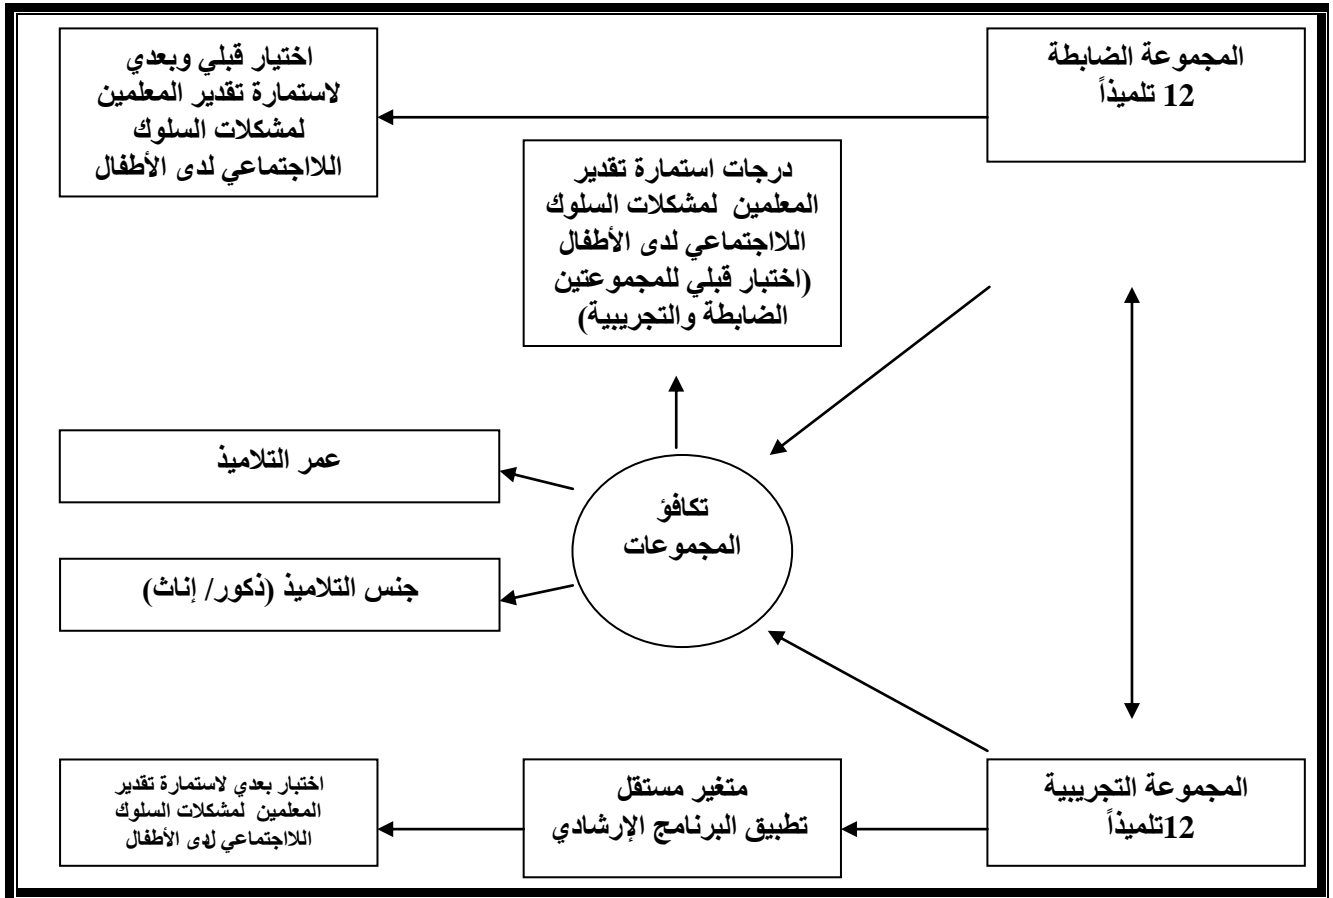 المجموعة الضابطة
12 تلميذاً
اختيار قبلي وبعدي
لاستمارة تقدير المعلمين
لمشكلات السلوك
اللااجتماعي لدى الأطفال
درجات استمارة تقدير
المعلمين لمشكلات السلوك
اللااجتماعي لدى الأطفال
(اختبار قبلي للمجموعتين
الضابطة والتجريبية)
تكافؤ
المجموعات
عمر التلاميذ
جنس التلاميذ (ذكور/ إناث)
المجموعة التجريبية
12تلميذاً
متغير مستقل
تطبيق البرنامج الإرشادي
اختبار بعدي لاستمارة تقدير
المعلمين لمشكلات السلوك
اللااجتماعي لدى الأطفال